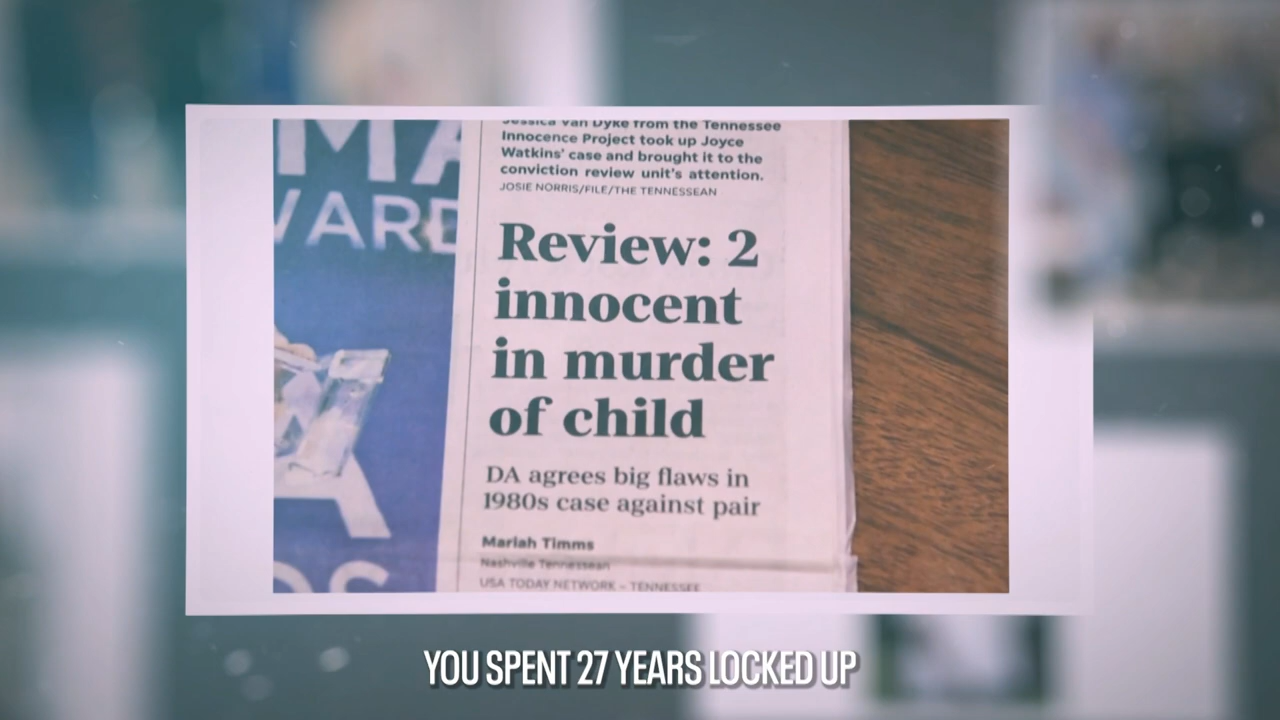 MA
WARD
A
DS
Jessica Van Dyke from the Tennessee
Innocence Project took up Joyce
Watkins' case and brought it to the
conviction review unit's attention.
JOSIE NORRIS/FILE/THE TENNESSEAN
Review: 2
innocent
in murder
of child
DA agrees big flaws in
1980s case against pair
Mariah Timms
Nashville Tennessean
USA TODAY NETWORK – TENNESSEE
YOU SPENT 27 YEARS LOCKED UP